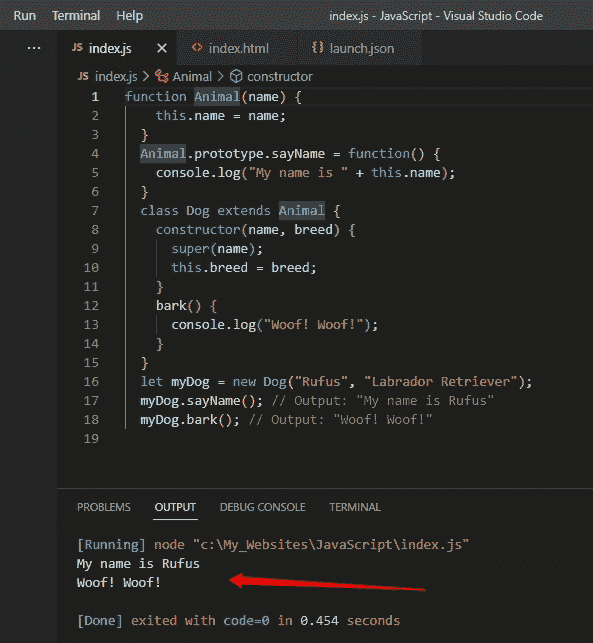 Run Terminal Help index.js - JavaScript - Visual Studio Code
··· JS index.js × <> index.html {} launch.json
JS index.js > Animal > constructor
1 function Animal(name) {
2 this.name = name;
3 }
4 Animal.prototype.sayName = function() {
5 console.log("My name is " + this.name);
6 }
7 class Dog extends Animal {
8 constructor(name, breed) {
9 super(name);
10 this.breed = breed;
11 }
12 bark() {
13 console.log("Woof! Woof!");
14 }
15 }
16 let myDog = new Dog("Rufus", "Labrador Retriever");
17 myDog.sayName(); // Output: "My name is Rufus"
18 myDog.bark(); // Output: "Woof! Woof!"
19
PROBLEMS OUTPUT DEBUG CONSOLE TERMINAL
[Running] node "c:\My_Websites\JavaScript\index.js"
My name is Rufus
Woof! Woof!
[Done] exited with code=0 in 0.454 seconds